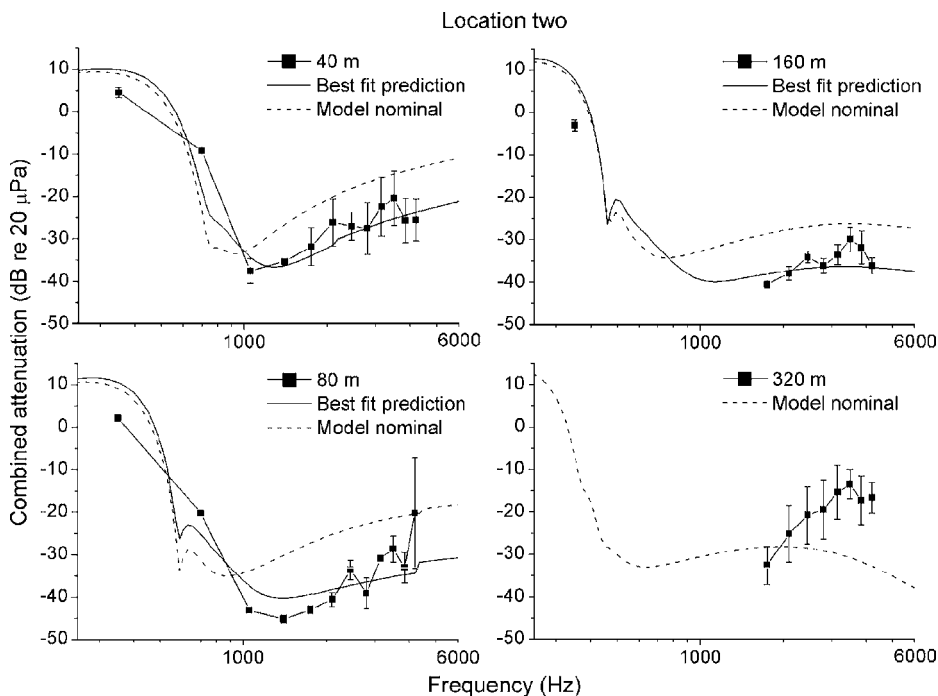 Location two
40 m
Best fit prediction
Model nominal
10
0
-10
-20
-30
-40
-50
1000
6000
160 m
Best fit prediction
Model nominal
10
0
-10
-20
-30
-40
-50
1000
6000
80 m
Best fit prediction
Model nominal
10
0
-10
-20
-30
-40
-50
1000
6000
320 m
Model nominal
10
0
-10
-20
-30
-40
-50
1000
6000
Combined attenuation (dB re 20 µPa)
Frequency (Hz)